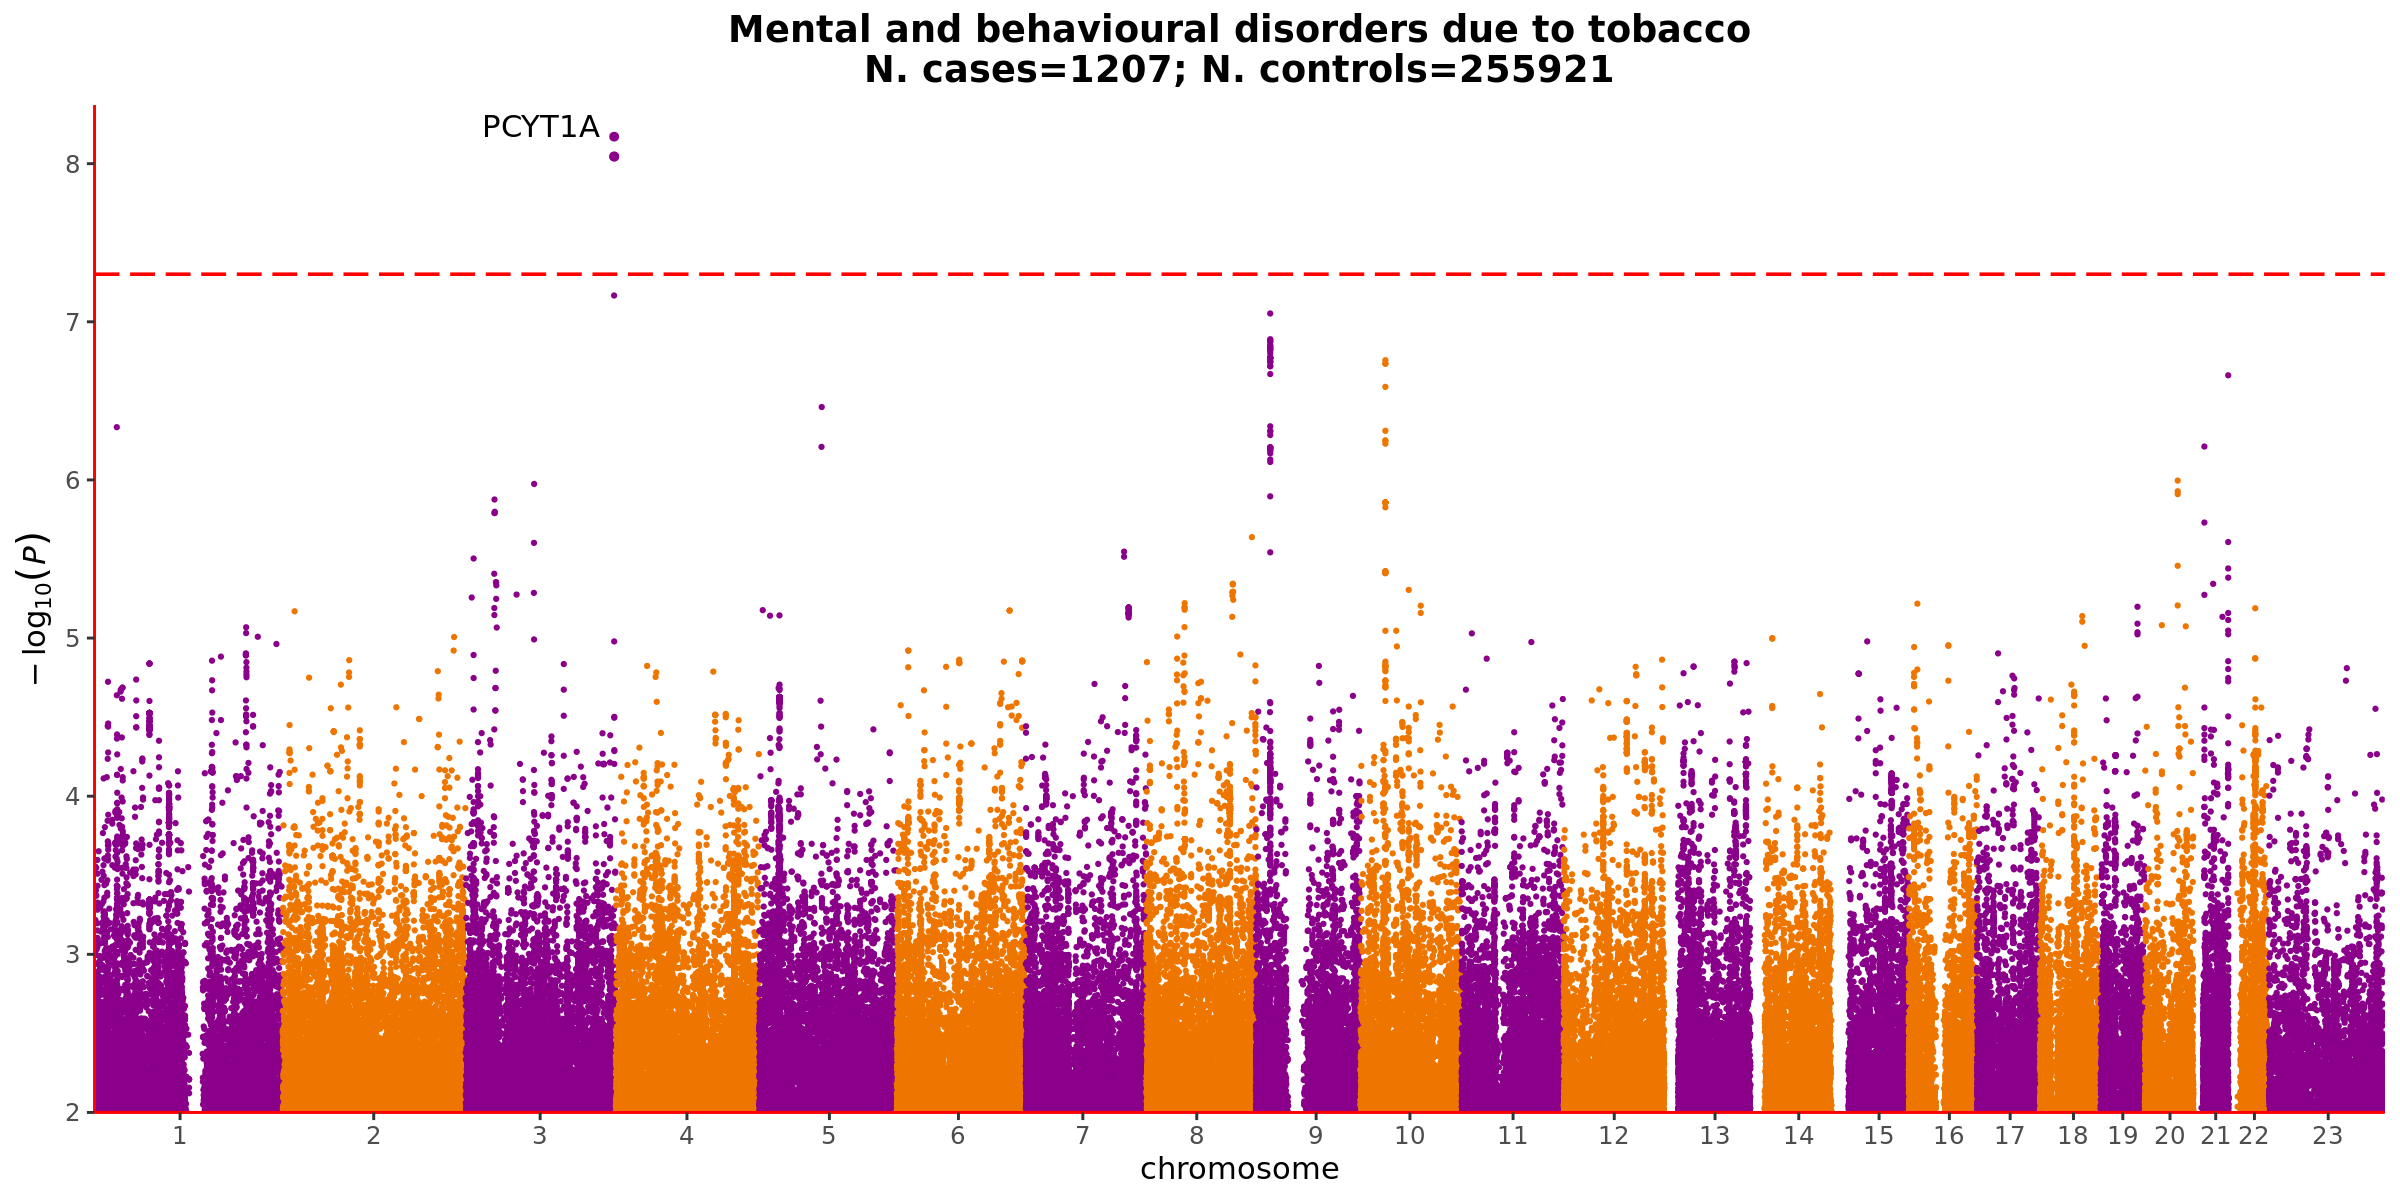 Mental and behavioural disorders due to tobacco
N. cases=1207; N. controls=255921
PCYT1A
8
7
6
5
4
3
2
−log₁₀(P)
1 2 3 4 5 6 7 8 9 10 11 12 13 14 15 16 17 18 19 20 21 22 23
chromosome